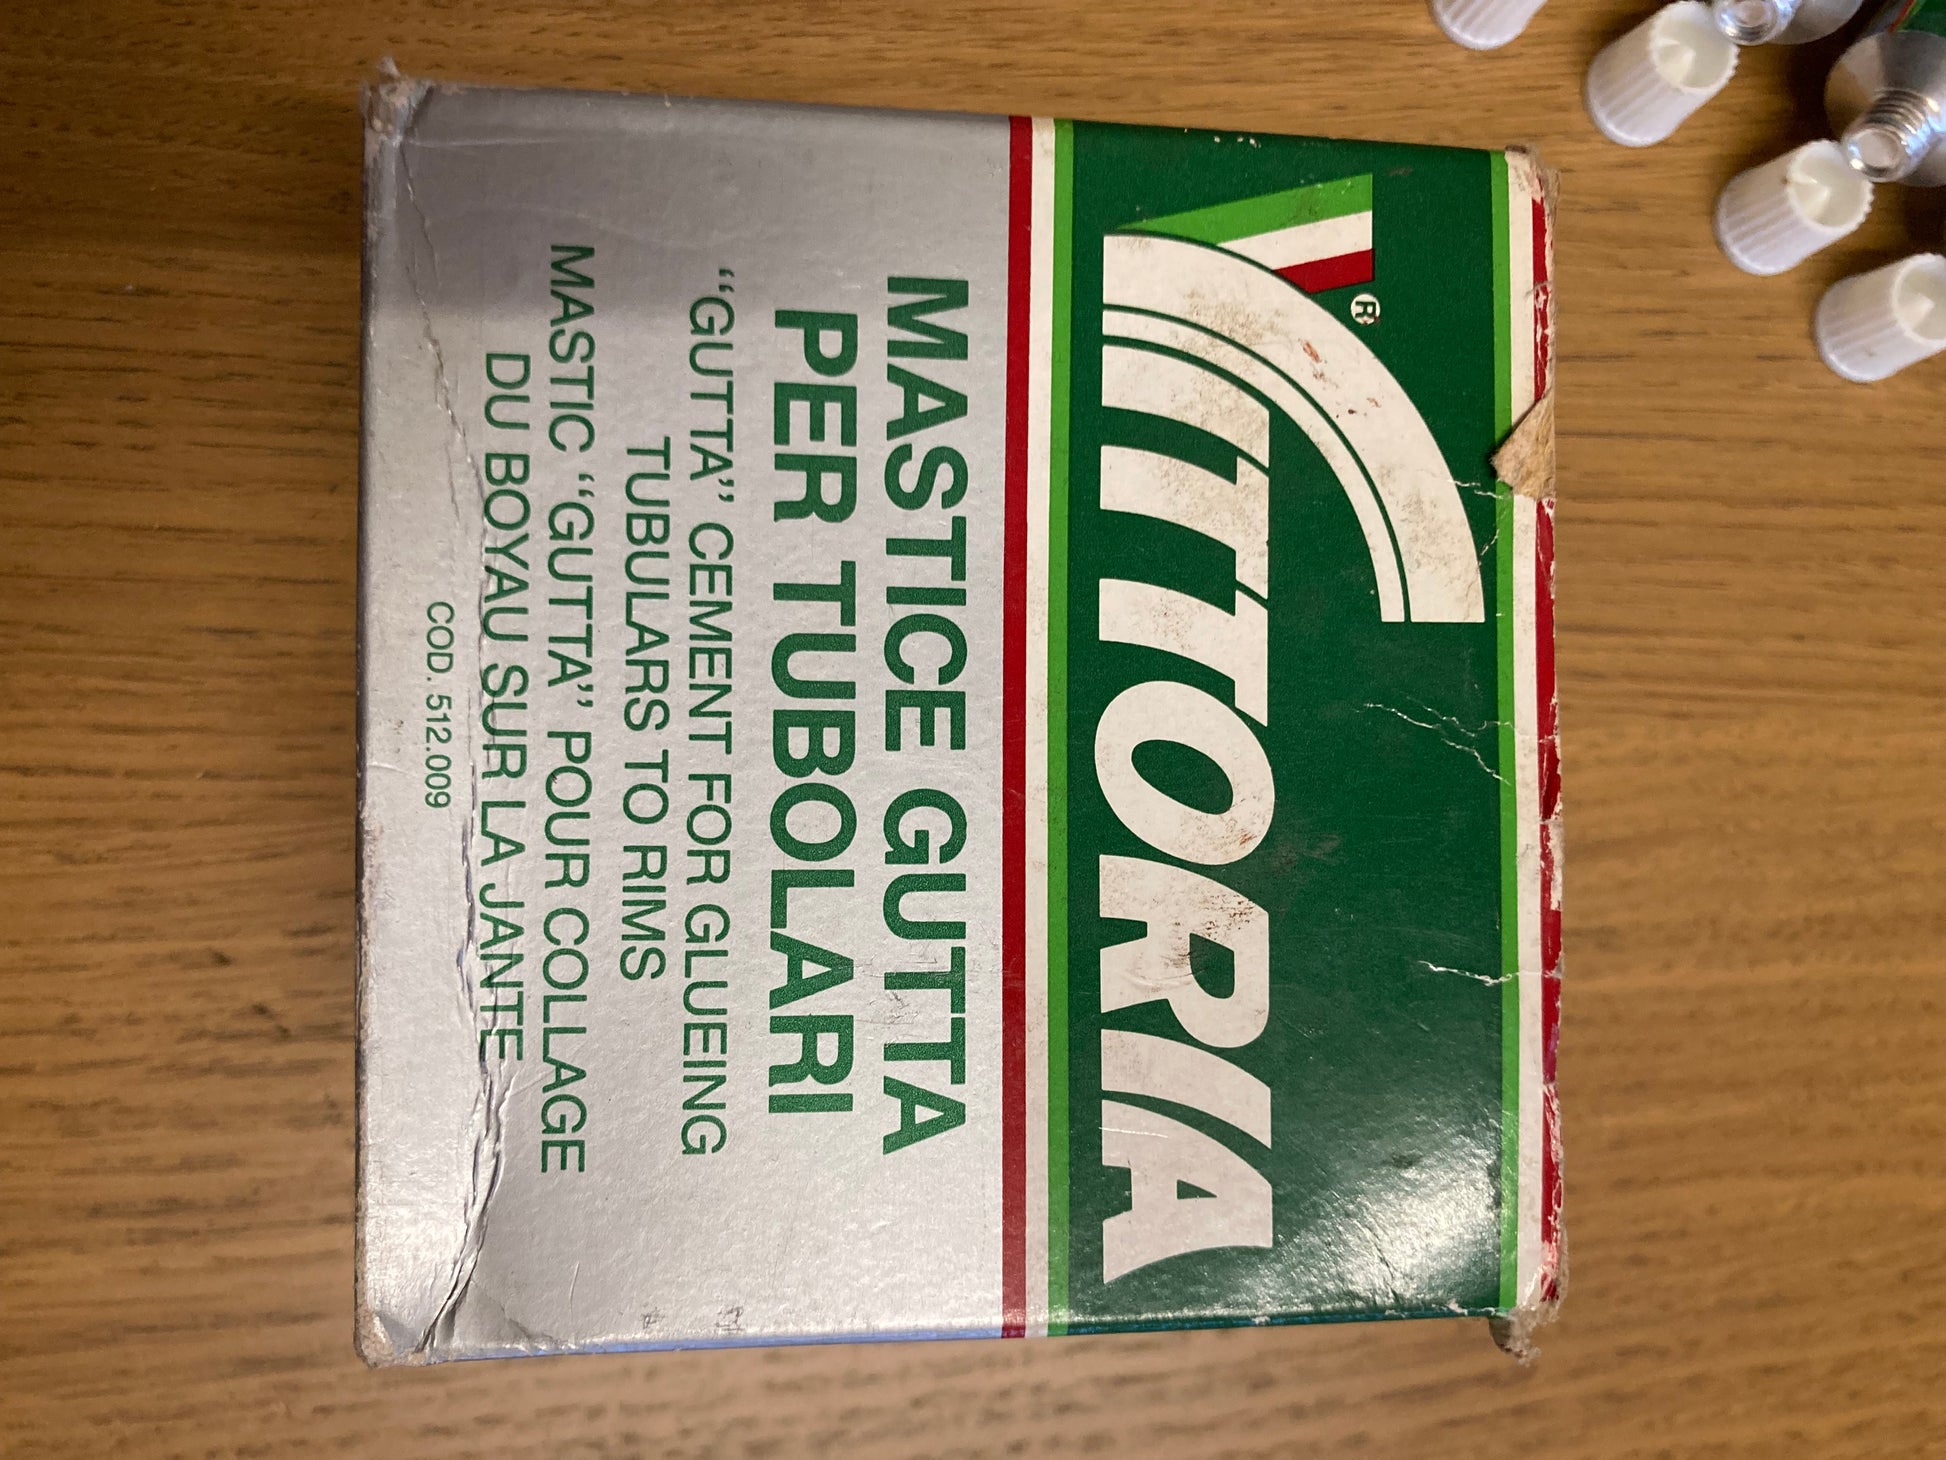 VITTORIA®
MASTICE GUTTA
PER TUBOLARI
“GUTTA” CEMENT FOR GLUEING
TUBULARS TO RIMS
MASTIC “GUTTA” POUR COLLAGE
DU BOYAU SUR LA JANTE
COD. 512.009